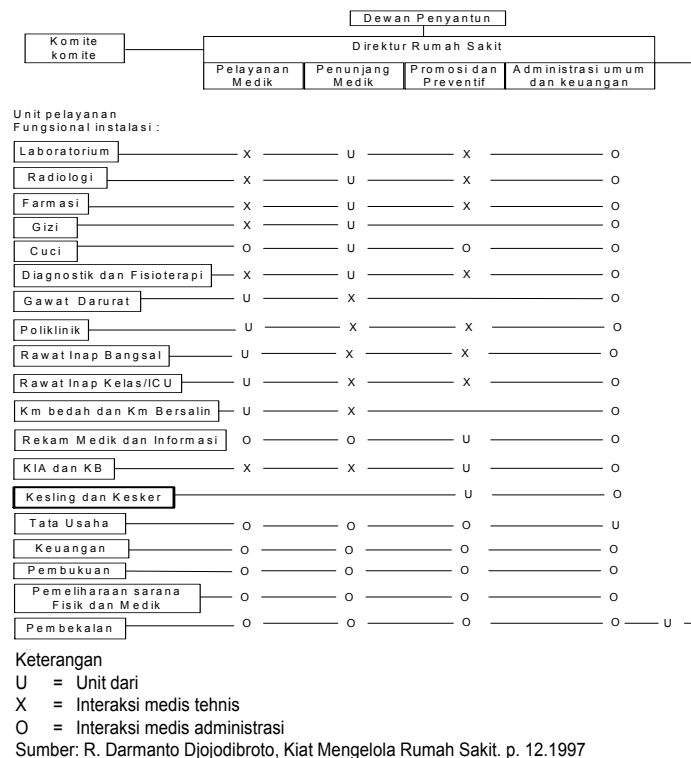 Dewan Penyantun
Komite
komite
Direktur Rumah Sakit
Pelayanan Medik
Penunjang Medik
Promosi dan Preventif
Administrasi umum dan keuangan
Unit pelayanan
Fungsional instalasi :
Laboratorium X U X O
Radiologi X U X O
Farmasi X U X O
Gizi X U O
Cuci O U O O
Diagnostik dan Fisioterapi X U X O
Gawat Darurat U X O
Poliklinik U X X O
Rawat Inap Bangsal U X X O
Rawat Inap Kelas/ICU U X X O
Km bedah dan Km Bersalin U X O
Rekam Medik dan Informasi O O U O
KIA dan KB X X U O
Kesling dan Kesker U O
Tata Usaha O O O U
Keuangan O O O O
Pembukuan O O O O
Pemeliharaan sarana
Fisik dan Medik O O O O
Pembekalan O O O O U
Keterangan
U = Unit dari
X = Interaksi medis tehnis
O = Interaksi medis administrasi
Sumber: R. Darmanto Djojodibroto, Kiat Mengelola Rumah Sakit. p. 12.1997